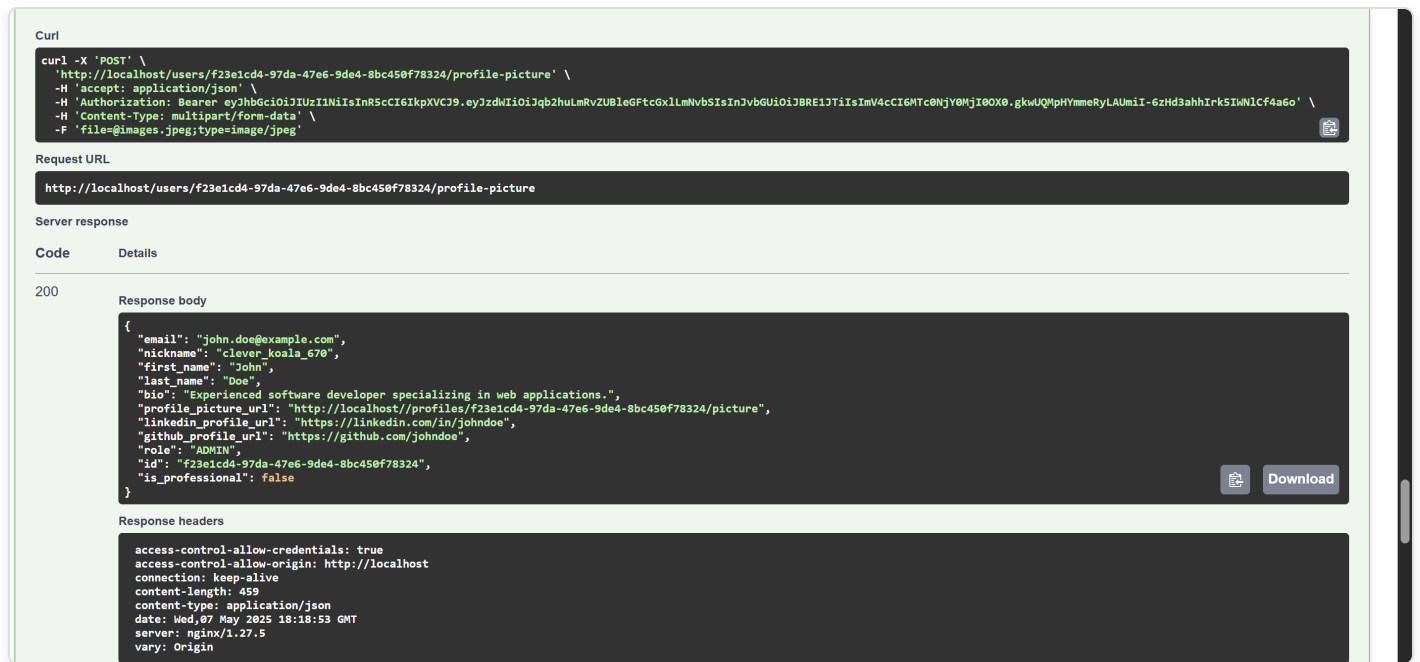 Curl
curl -X 'POST' \
'http://localhost/users/f23e1cd4-97da-47e6-9de4-8bc450f78324/profile-picture' \
-H 'accept: application/json' \
-H 'Authorization: Bearer eyJhbGciOiJIUzI1NiIsInR5cCI6IkpXVCJ9.eyJzdWIiOiJqb2huLmRvZUBleGFtcGxlLmNvbSIsInJvbGUiOiJBRE1JTiIsImV4cCI6MTc0NjY0MjI0OX0.gkwUQMpHYmmeRyLAUmiI-6zHd3ahhIrk5IWNlCf4a6o' \
-H 'Content-Type: multipart/form-data' \
-F 'file=@images.jpeg;type=image/jpeg'
Request URL
http://localhost/users/f23e1cd4-97da-47e6-9de4-8bc450f78324/profile-picture
Server response
Code Details
200
Response body
{
"email": "john.doe@example.com",
"nickname": "clever_koala_670",
"first_name": "John",
"last_name": "Doe",
"bio": "Experienced software developer specializing in web applications.",
"profile_picture_url": "http://localhost//profiles/f23e1cd4-97da-47e6-9de4-8bc450f78324/picture",
"linkedin_profile_url": "https://linkedin.com/in/johndoe",
"github_profile_url": "https://github.com/johndoe",
"role": "ADMIN",
"id": "f23e1cd4-97da-47e6-9de4-8bc450f78324",
"is_professional": false
}
Download
Response headers
access-control-allow-credentials: true
access-control-allow-origin: http://localhost
connection: keep-alive
content-length: 459
content-type: application/json
date: Wed,07 May 2025 18:18:53 GMT
server: nginx/1.27.5
vary: Origin